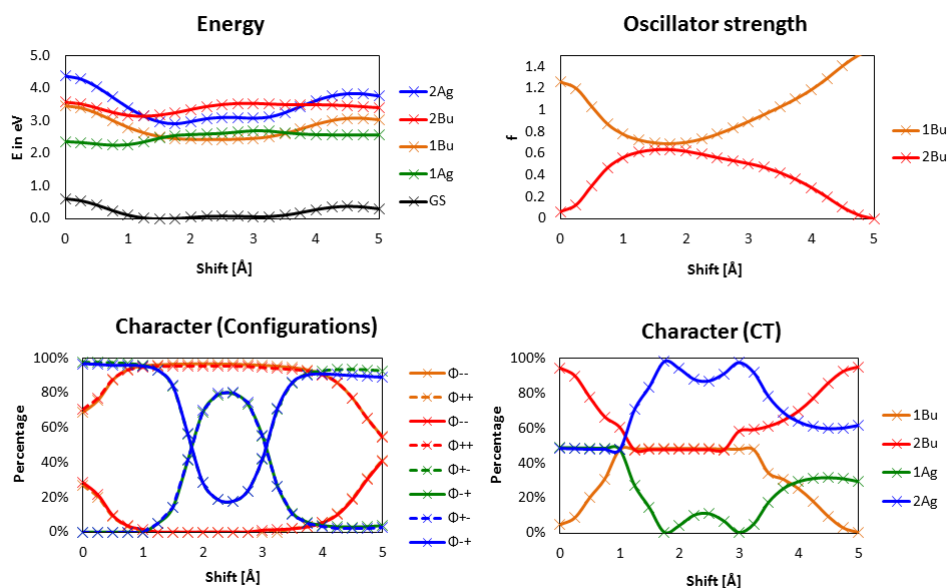 Energy
E in eV
5.0
4.0
3.0
2.0
1.0
0.0
0 1 2 3 4 5
Shift [Å]
2Ag
2Bu
1Bu
1Ag
GS
Oscillator strength
f
1.4
1.2
1
0.8
0.6
0.4
0.2
0
0 1 2 3 4 5
Shift [Å]
1Bu
2Bu
Character (Configurations)
Percentage
100%
80%
60%
40%
20%
0%
0 1 2 3 4 5
Shift [Å]
Φ--
Φ++
Φ--
Φ++
Φ+-
Φ-+
Φ+-
Φ-+
Character (CT)
Percentage
100%
80%
60%
40%
20%
0%
0 1 2 3 4 5
Shift [Å]
1Bu
2Bu
1Ag
2Ag